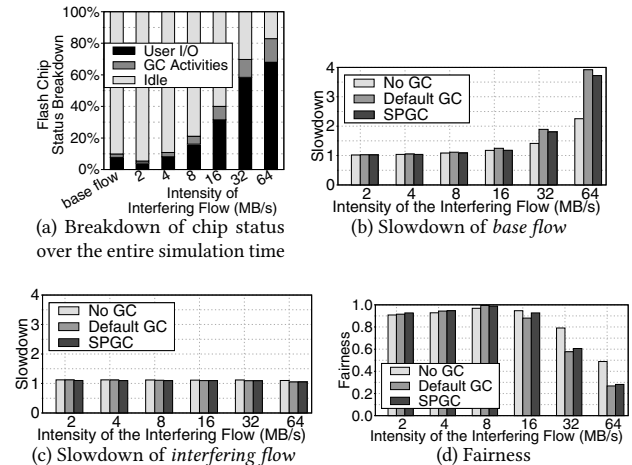 100%
80%
60%
40%
20%
0%
Flash Chip
Status Breakdown
User I/O
GC Activities
Idle
base flow 2 4 8 16 32 64
Intensity of
Interfering Flow (MB/s)
(a) Breakdown of chip status
over the entire simulation time
4
3
2
1
0
Slowdown
No GC
Default GC
SPGC
2 4 8 16 32 64
Intensity of the Interfering Flow (MB/s)
(b) Slowdown of base flow
4
3
2
1
0
Slowdown
No GC
Default GC
SPGC
2 4 8 16 32 64
Intensity of the Interfering Flow (MB/s)
(c) Slowdown of interfering flow
1.0
0.8
0.6
0.4
0.2
0.0
Fairness
No GC
Default GC
SPGC
2 4 8 16 32 64
Intensity of the Interfering Flow (MB/s)
(d) Fairness